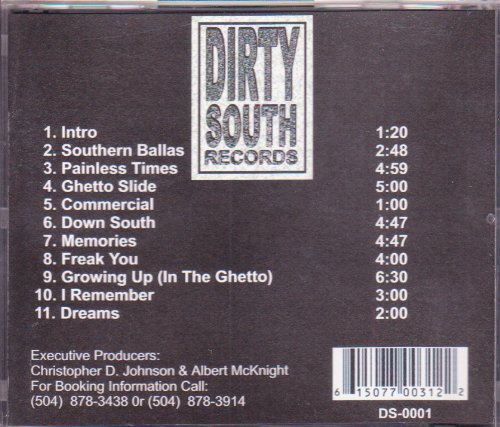 DIRTY
SOUTH
RECORDS
1. Intro 1:20
2. Southern Ballas 2:48
3. Painless Times 4:59
4. Ghetto Slide 5:00
5. Commercial 1:00
6. Down South 4:47
7. Memories 4:47
8. Freak You 4:00
9. Growing Up (In The Ghetto) 6:30
10. I Remember 3:00
11. Dreams 2:00
Executive Producers:
Christopher D. Johnson & Albert McKnight
For Booking Information Call:
(504) 878-3438 0r (504) 878-3914
6 15077 00312 2
DS-0001